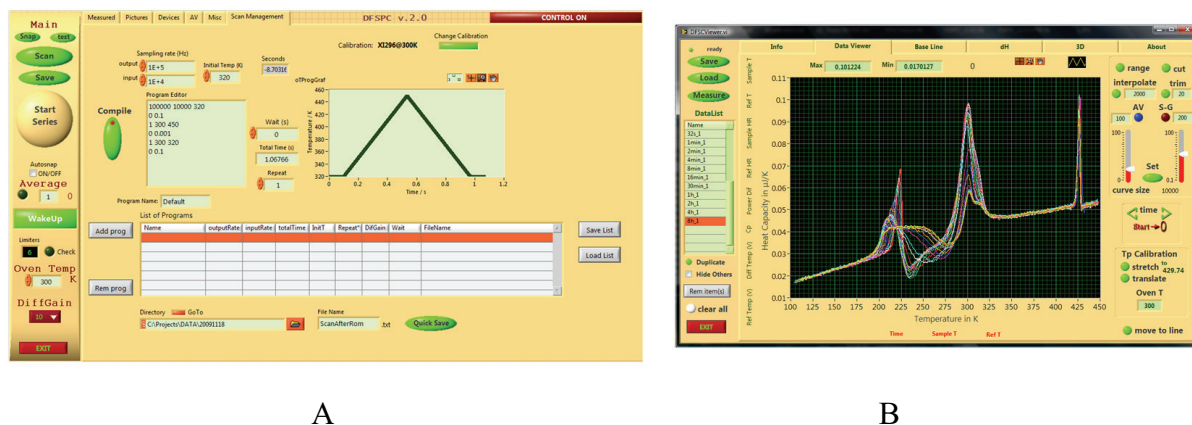 Main
Snap test
Scan
Save
Start
Series
Autosnap
ON/OFF
Average
1 0
WakeUp
Limiters
6 Check
Oven Temp
300 K
DiffGain
10
EXIT
Measured Pictures Devices AV Misc Scan Management
DFSPC v.2.0
CONTROL ON
Calibration: XI296@300K
Change Calibration
Sampling rate (Hz)
output 1E+5
input 1E+4
Initial Temp (K)
320
Seconds
-8.7031
Compile
Program Editor
100000 10000 320
0 0.1
1 300 450
0 0.001
1 300 320
0 0.1
Wait (s)
0
Total Time (s)
1.06766
Repeat
1
oTProgGraf
Temperature / K
460
440
420
400
380
360
340
320
0 0.2 0.4 0.6 0.8 1 1.2
Time / s
Program Name: Default
List of Programs
Add prog
Rem prog
Name outputRate inputRate totalTime InitT Repeat DifGain Wait FileName
Save List
Load List
Directory GoTo
C:\Projects\DATA\20091118
File Name
ScanAfterRom .txt
Quick Save
A
DFSCViewer.vi
ready
Save
Load
Measure
DataList
Name
32s_1
1min_1
2min_1
4min_1
8min_1
16min_1
30min_1
1h_1
2h_1
4h_1
8h_1
Duplicate
Hide Others
Rem item(s)
clear all
EXIT
Info Data Viewer Base Line dH 3D About
Max 0.101224 Min 0.0170127 0
Sample T
Ref T
Sample HR
Ref HR
Power Dif
Cp
Diff Temp (V)
Ref Temp (V)
Heat Capacity in µJ/K
0.11
0.1
0.09
0.08
0.07
0.06
0.05
0.04
0.03
0.02
0.01
100 125 150 175 200 225 250 275 300 325 350 375 400 425 450
Temperature in K
Time Sample T Ref T
range cut
interpolate trim
2000 20
AV S-G
100 200
100 100
0 0.1
Set
curve size 10000
time
Start→0
Tp Calibration
stretch to 429.74
translate
Oven T
300
move to line
B